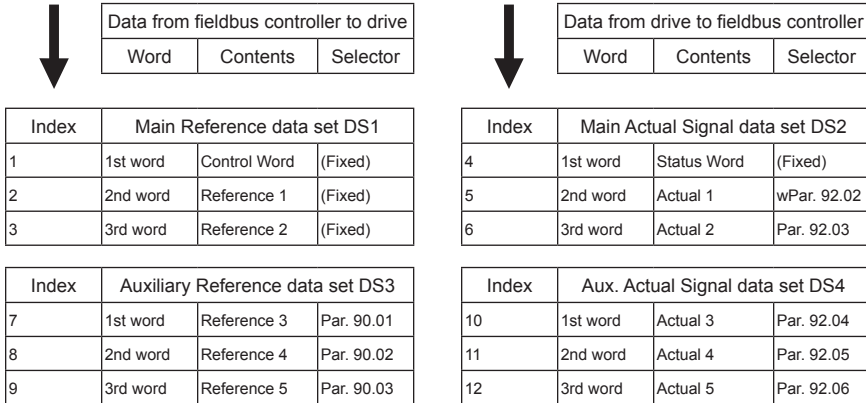 Data from fieldbus controller to drive
Word Contents Selector
Index Main Reference data set DS1
1 1st word Control Word (Fixed)
2 2nd word Reference 1 (Fixed)
3 3rd word Reference 2 (Fixed)
Index Auxiliary Reference data set DS3
7 1st word Reference 3 Par. 90.01
8 2nd word Reference 4 Par. 90.02
9 3rd word Reference 5 Par. 90.03
Data from drive to fieldbus controller
Word Contents Selector
Index Main Actual Signal data set DS2
4 1st word Status Word (Fixed)
5 2nd word Actual 1 wPar. 92.02
6 3rd word Actual 2 Par. 92.03
Index Aux. Actual Signal data set DS4
10 1st word Actual 3 Par. 92.04
11 2nd word Actual 4 Par. 92.05
12 3rd word Actual 5 Par. 92.06